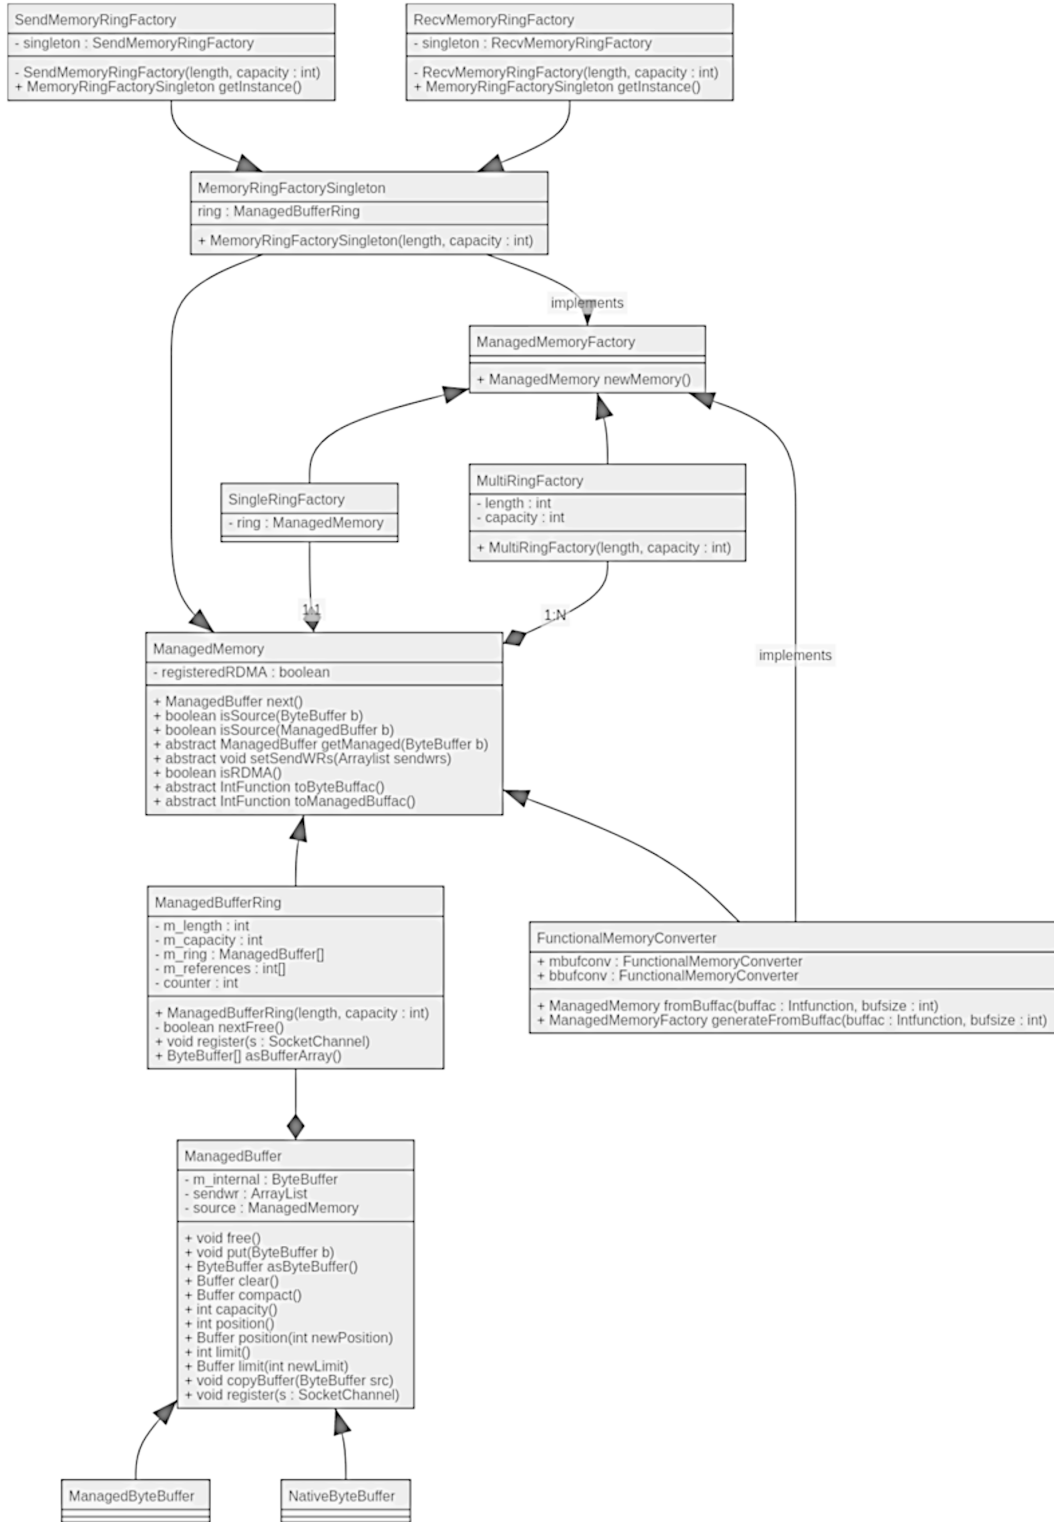 SendMemoryRingFactory
- singleton : SendMemoryRingFactory
- SendMemoryRingFactory(length, capacity : int)
+ MemoryRingFactorySingleton getInstance()
RecvMemoryRingFactory
- singleton : RecvMemoryRingFactory
- RecvMemoryRingFactory(length, capacity : int)
+ MemoryRingFactorySingleton getInstance()
MemoryRingFactorySingleton
ring : ManagedBufferRing
+ MemoryRingFactorySingleton(length, capacity : int)
implements
ManagedMemoryFactory
+ ManagedMemory newMemory()
SingleRingFactory
- ring : ManagedMemory
MultiRingFactory
- length : int
- capacity : int
+ MultiRingFactory(length, capacity : int)
1:1
1:N
implements
ManagedMemory
- registeredRDMA : boolean
+ ManagedBuffer next()
+ boolean isSource(ByteBuffer b)
+ boolean isSource(ManagedBuffer b)
+ abstract ManagedBuffer getManaged(ByteBuffer b)
+ abstract void setSendWRs(Arraylist sendwrs)
+ boolean isRDMA()
+ abstract IntFunction toByteBuffac()
+ abstract IntFunction toManagedBuffac()
ManagedBufferRing
- m_length : int
- m_capacity : int
- m_ring : ManagedBuffer[]
- m_references : int[]
- counter : int
+ ManagedBufferRing(length, capacity : int)
- boolean nextFree()
+ void register(s : SocketChannel)
+ ByteBuffer[] asBufferArray()
FunctionalMemoryConverter
+ mbufconv : FunctionalMemoryConverter
+ bbufconv : FunctionalMemoryConverter
+ ManagedMemory fromBuffac(buffac : Intfunction, bufsize : int)
+ ManagedMemoryFactory generateFromBuffac(buffac : Intfunction, bufsize : int)
ManagedBuffer
- m_internal : ByteBuffer
- sendwr : ArrayList
- source : ManagedMemory
+ void free()
+ void put(ByteBuffer b)
+ ByteBuffer asByteBuffer()
+ Buffer clear()
+ Buffer compact()
+ int capacity()
+ int position()
+ Buffer position(int newPosition)
+ int limit()
+ Buffer limit(int newLimit)
+ void copyBuffer(ByteBuffer src)
+ void register(s : SocketChannel)
ManagedByteBuffer
NativeByteBuffer